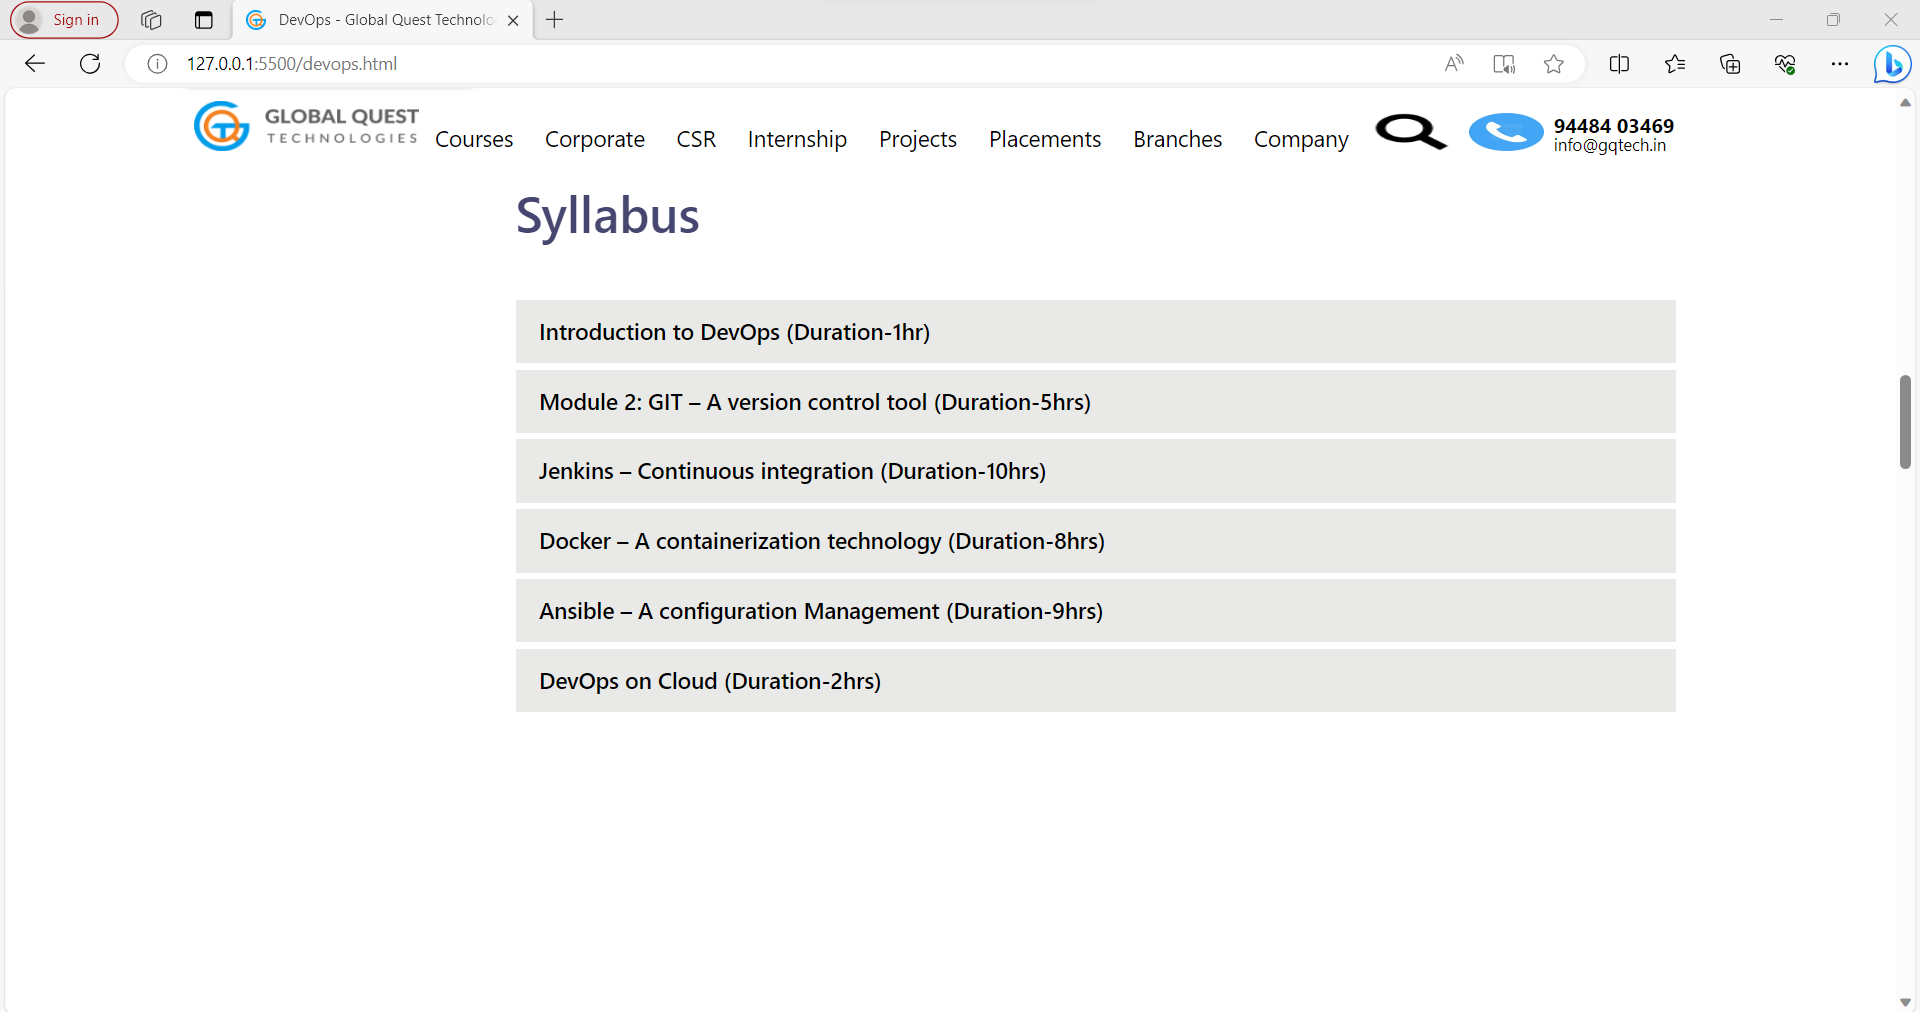 Sign in
DevOps - Global Quest Technolo
127.0.0.1:5500/devops.html
GLOBAL QUEST
TECHNOLOGIES
Courses Corporate CSR Internship Projects Placements Branches Company
94484 03469
info@gqtech.in
Syllabus
Introduction to DevOps (Duration-1hr)
Module 2: GIT – A version control tool (Duration-5hrs)
Jenkins – Continuous integration (Duration-10hrs)
Docker – A containerization technology (Duration-8hrs)
Ansible – A configuration Management (Duration-9hrs)
DevOps on Cloud (Duration-2hrs)